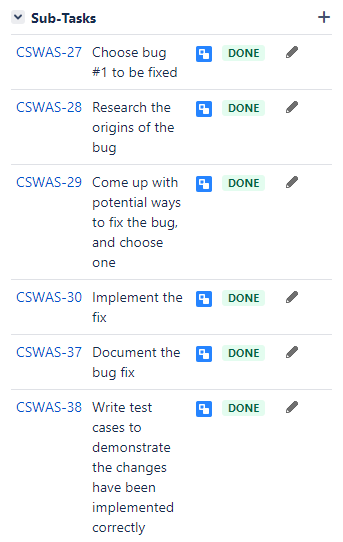 Sub-Tasks
CSWAS-27 Choose bug DONE
#1 to be fixed
CSWAS-28 Research the DONE
origins of the
bug
CSWAS-29 Come up with DONE
potential ways
to fix the bug,
and choose
one
CSWAS-30 Implement the DONE
fix
CSWAS-37 Document the DONE
bug fix
CSWAS-38 Write test DONE
cases to
demonstrate
the changes
have been
implemented
correctly